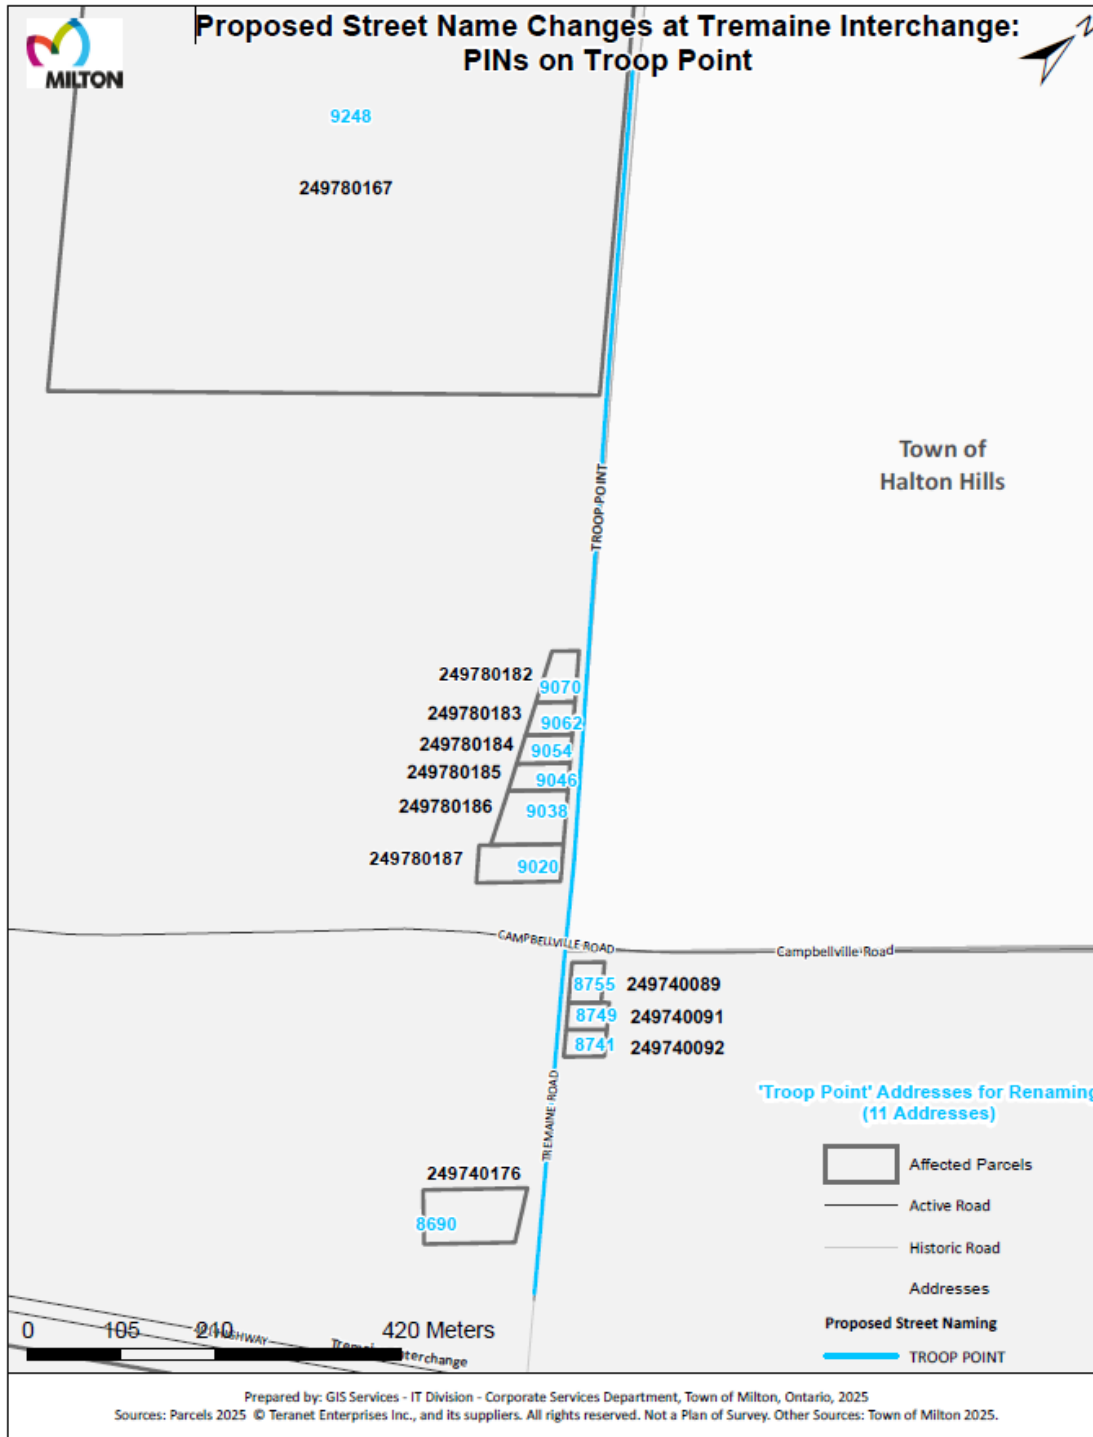 Proposed Street Name Changes at Tremaine Interchange:
PINs on Troop Point
MILTON
Z
9248
249780167
Town of
Halton Hills
TROOP POINT
249780182
9070
249780183
9062
249780184
9054
249780185
9046
249780186
9038
249780187
9020
CAMPBELLVILLE ROAD
Campbellville Road
8755 249740089
8749 249740091
8741 249740092
TREMAINE ROAD
'Troop Point' Addresses for Renaming
(11 Addresses)
Affected Parcels
Active Road
Historic Road
Addresses
Proposed Street Naming
TROOP POINT
249740176
8690
0 105 210 420 Meters
HIGHWAY
Interchange
Prepared by: GIS Services - IT Division - Corporate Services Department, Town of Milton, Ontario, 2025
Sources: Parcels 2025 © Teranet Enterprises Inc., and its suppliers. All rights reserved. Not a Plan of Survey. Other Sources: Town of Milton 2025.